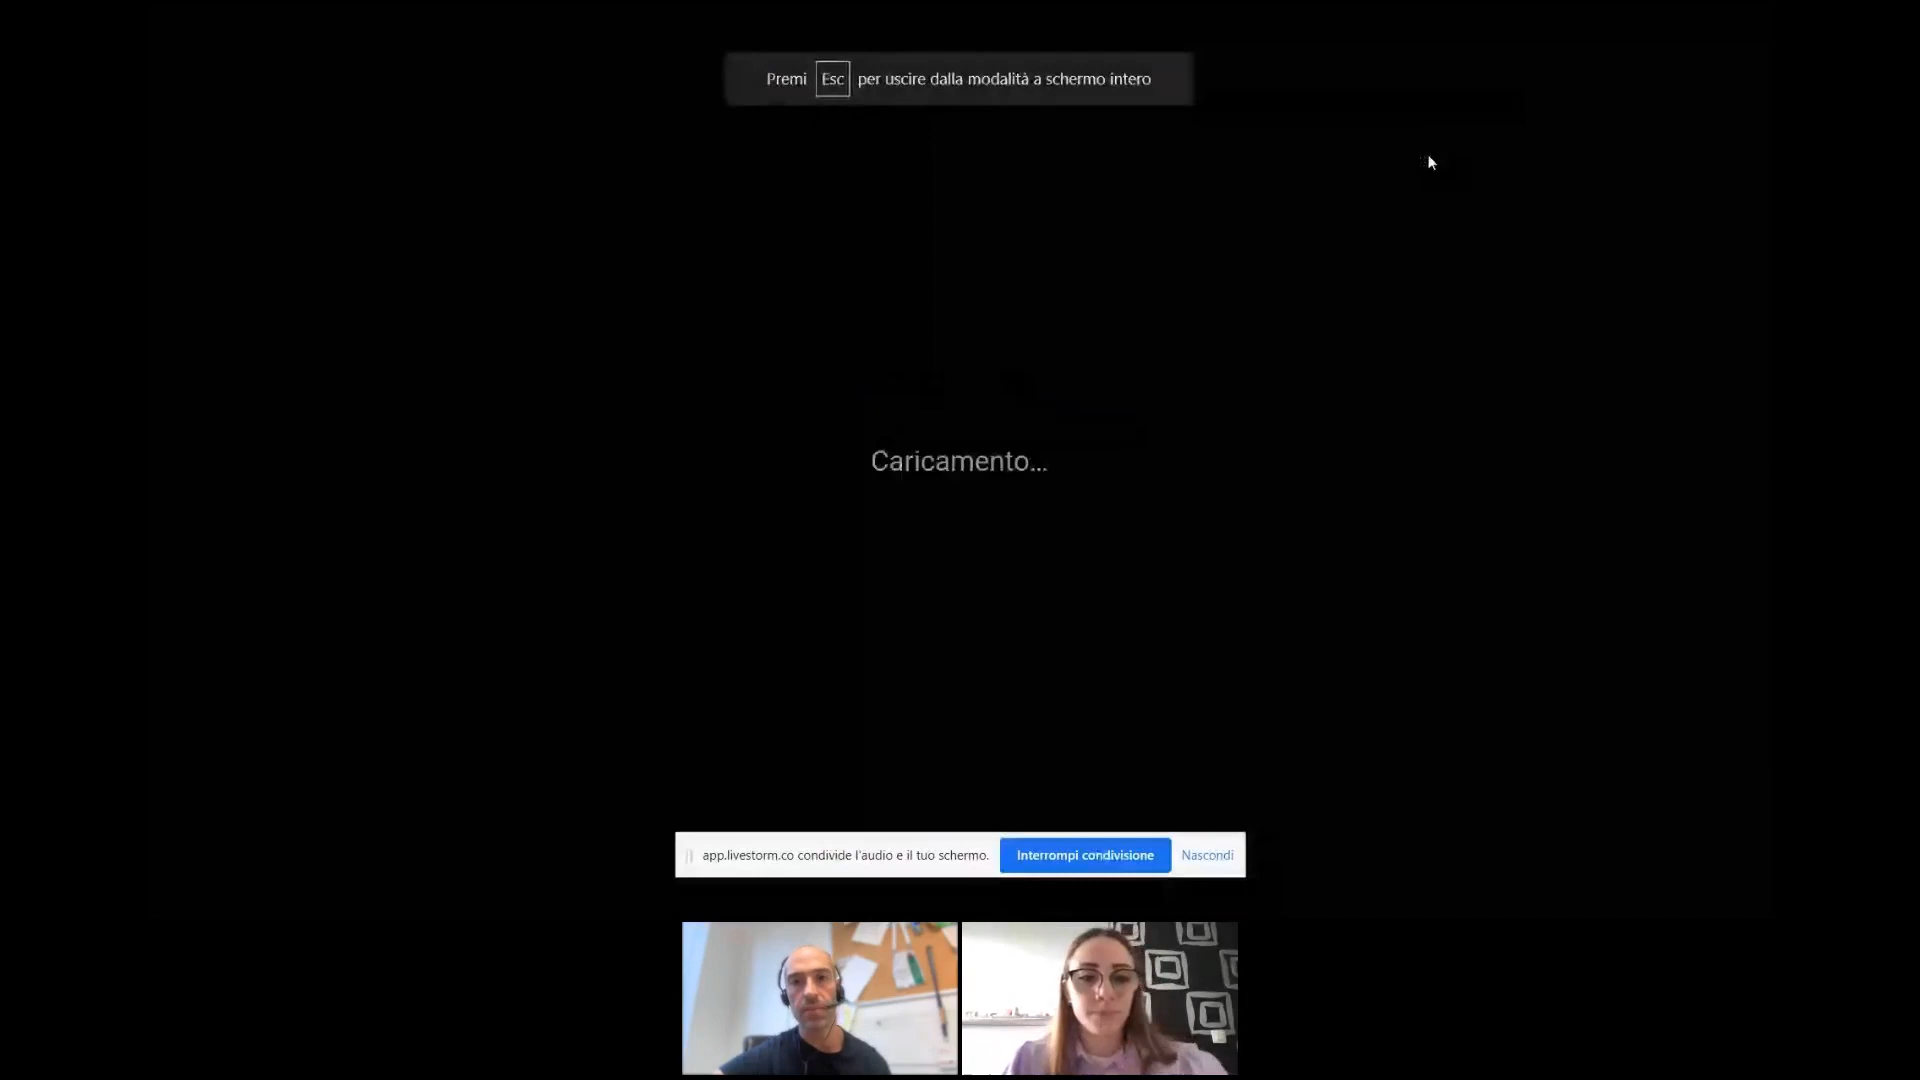 Premi Esc per uscire dalla modalità a schermo intero
Caricamento...
app.livestorm.co condivide l'audio e il tuo schermo. Interrompi condivisione Nascondi